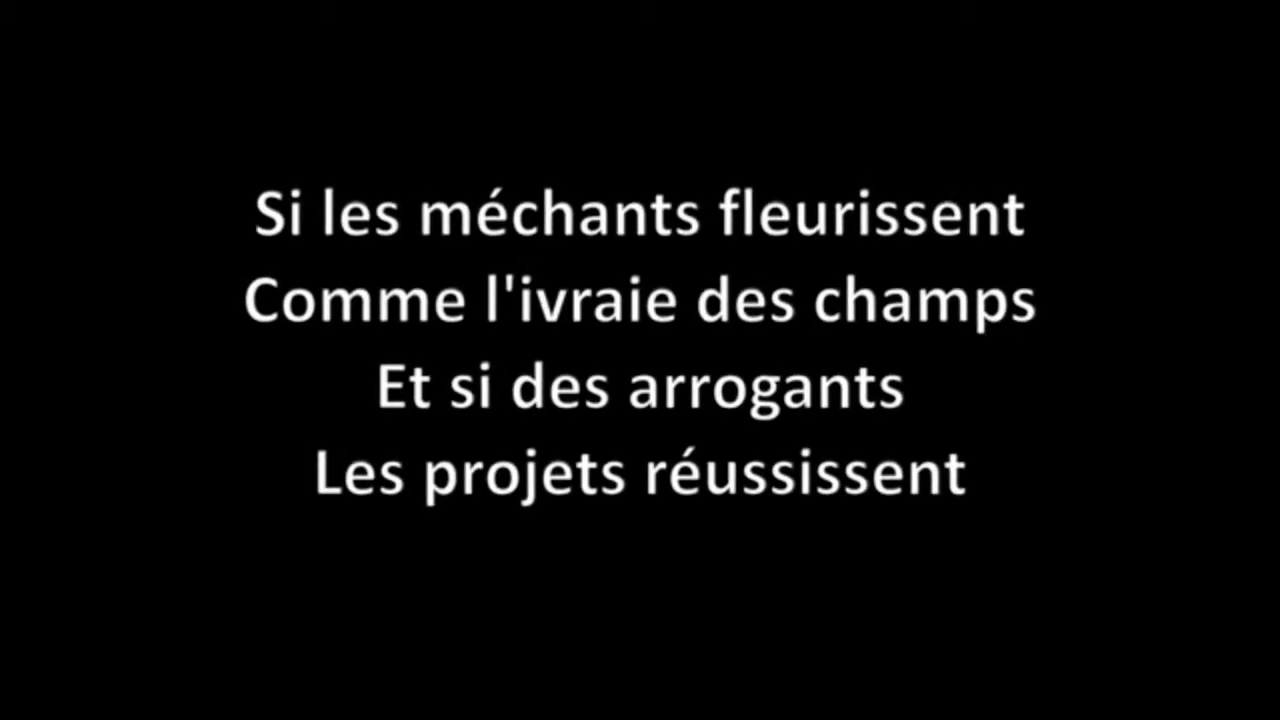 Si les méchants fleurissent
Comme l'ivraie des champs
Et si des arrogants
Les projets réussissent